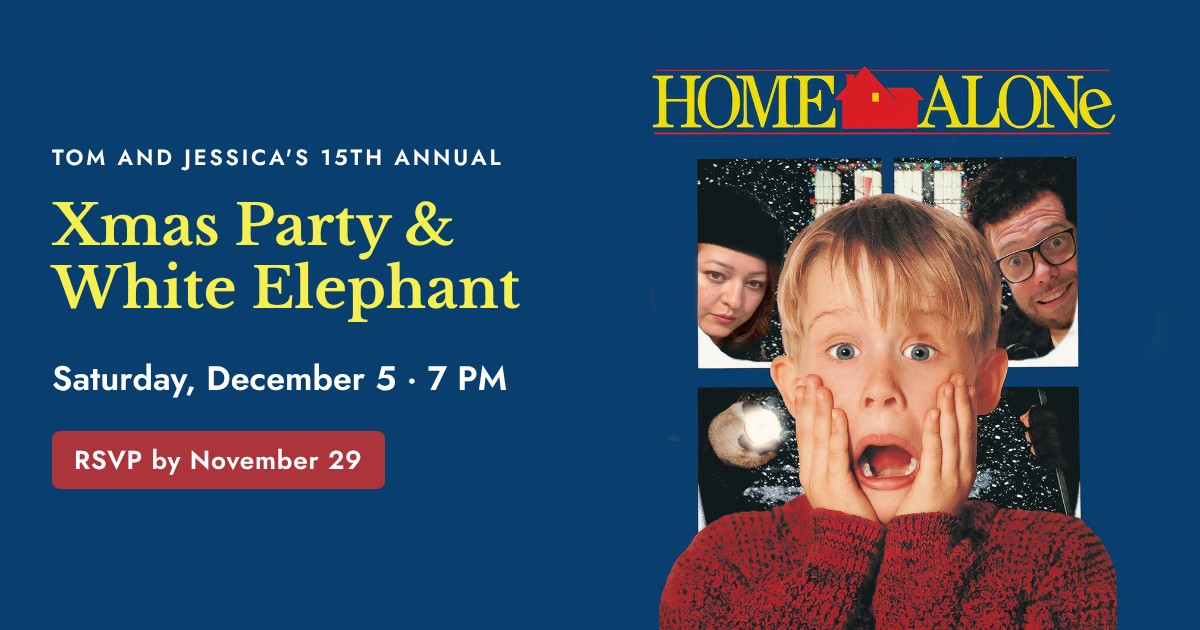 TOM AND JESSICA'S 15TH ANNUAL
Xmas Party &
White Elephant
Saturday, December 5 · 7 PM
RSVP by November 29
HOME ALONe